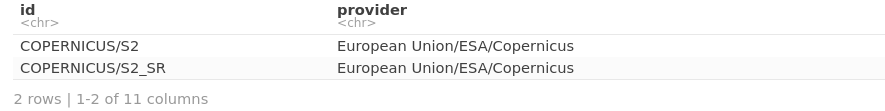 id provider
<chr> <chr>
COPERNICUS/S2 European Union/ESA/Copernicus
COPERNICUS/S2_SR European Union/ESA/Copernicus
2 rows | 1-2 of 11 columns